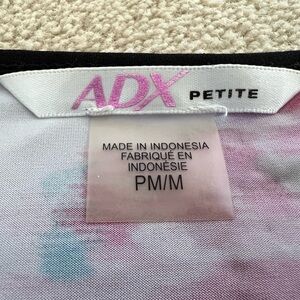 ADX PETITE
MADE IN INDONESIA
FABRIQUÉ EN
INDONÉSIE
PM/M